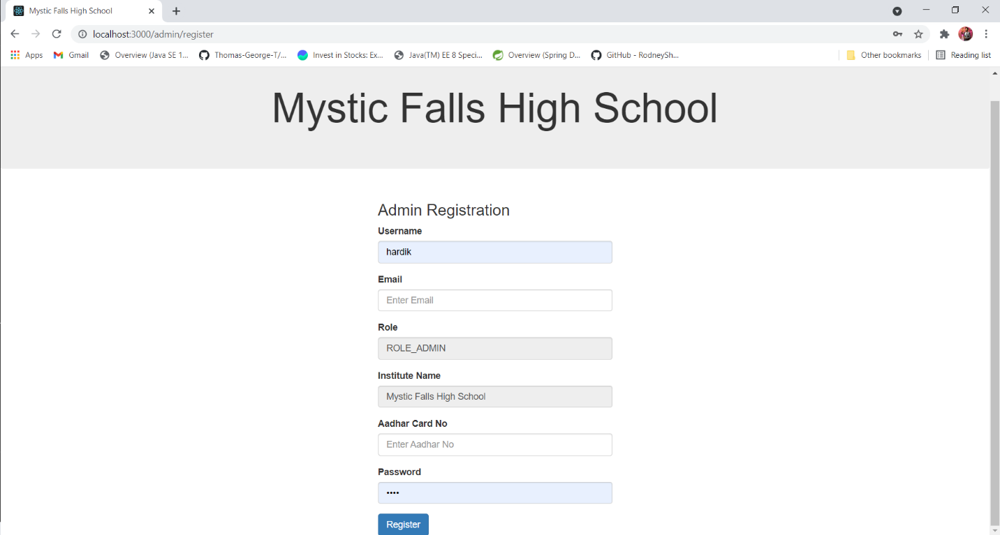 Mystic Falls High School
localhost:3000/admin/register
Apps Gmail Overview (Java SE 1... Thomas-George-T/... Invest in Stocks: Ex... Java(TM) EE 8 Speci... Overview (Spring D... GitHub - RodneySh... Other bookmarks Reading list
Mystic Falls High School
Admin Registration
Username
hardik
Email
Enter Email
Role
ROLE_ADMIN
Institute Name
Mystic Falls High School
Aadhar Card No
Enter Aadhar No
Password
••••
Register